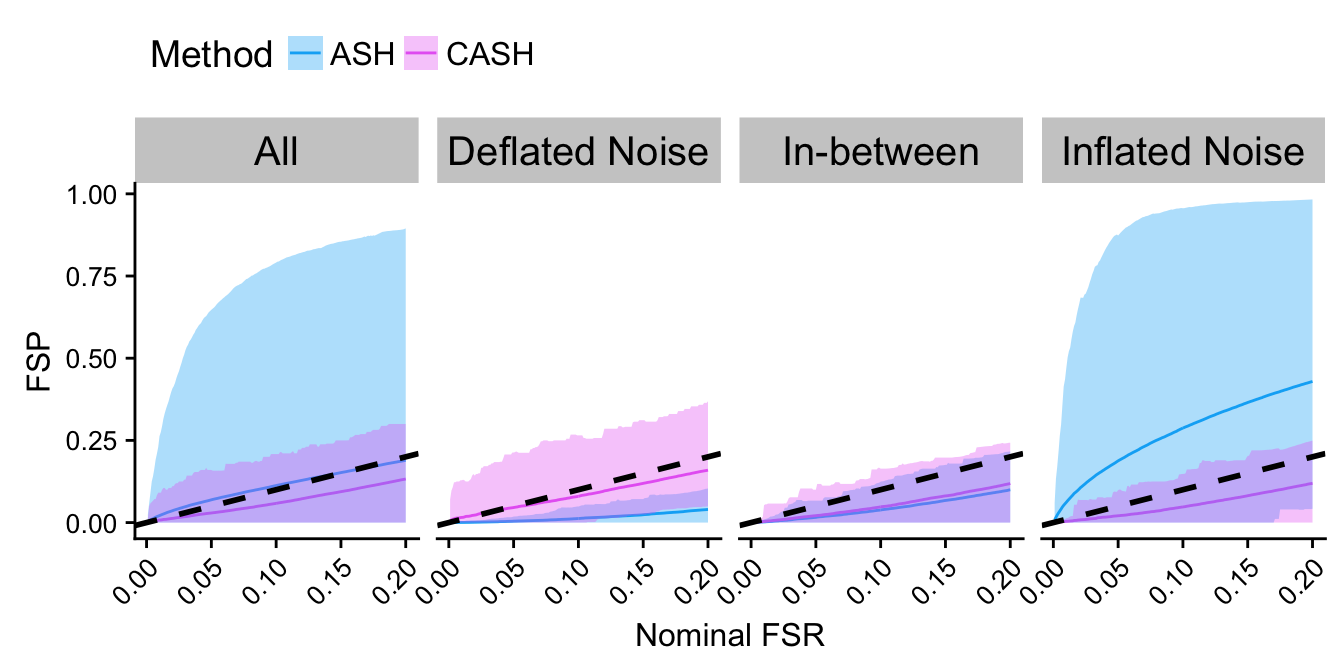 Method ASH CASH
All Deflated Noise In-between Inflated Noise
1.00
0.75
0.50
0.25
0.00
FSP
0.00 0.05 0.10 0.15 0.20 0.00 0.05 0.10 0.15 0.20 0.00 0.05 0.10 0.15 0.20 0.00 0.05 0.10 0.15 0.20
Nominal FSR